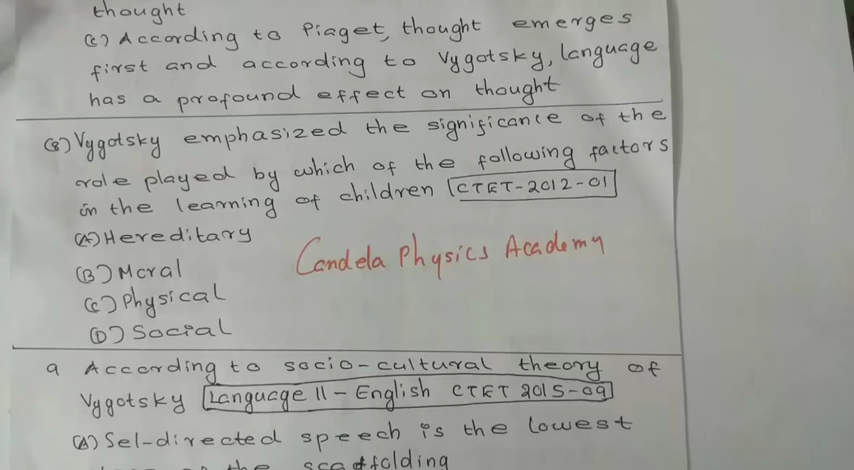 thought
(C) According to Piaget, thought emerges
first and according to Vygotsky, language
has a profound effect on thought
(8) Vygotsky emphasized the significance of the
role played by which of the following factors
in the learning of children CTET-2012-01
(A) Hereditary
Candela Physics Academy
(B) Moral
(C) Physical
(D) Social
9 According to socio-cultural theory of
Vygotsky Language II - English CTET 2015-09
(A) Sel-directed speech is the lowest
the scaffolding